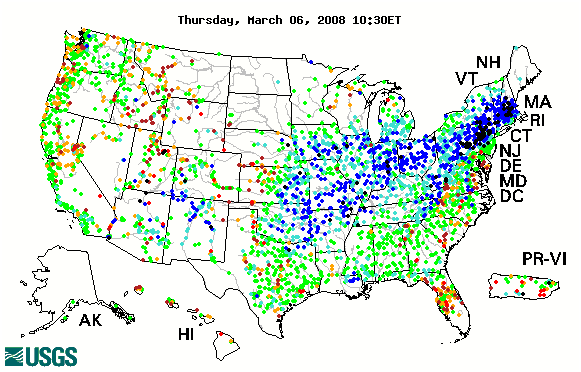 Thursday, March 06, 2008 10:30ET
NH
VT
MA
RI
CT
NJ
DE
MD
DC
PR-VI
AK
HI
USGS